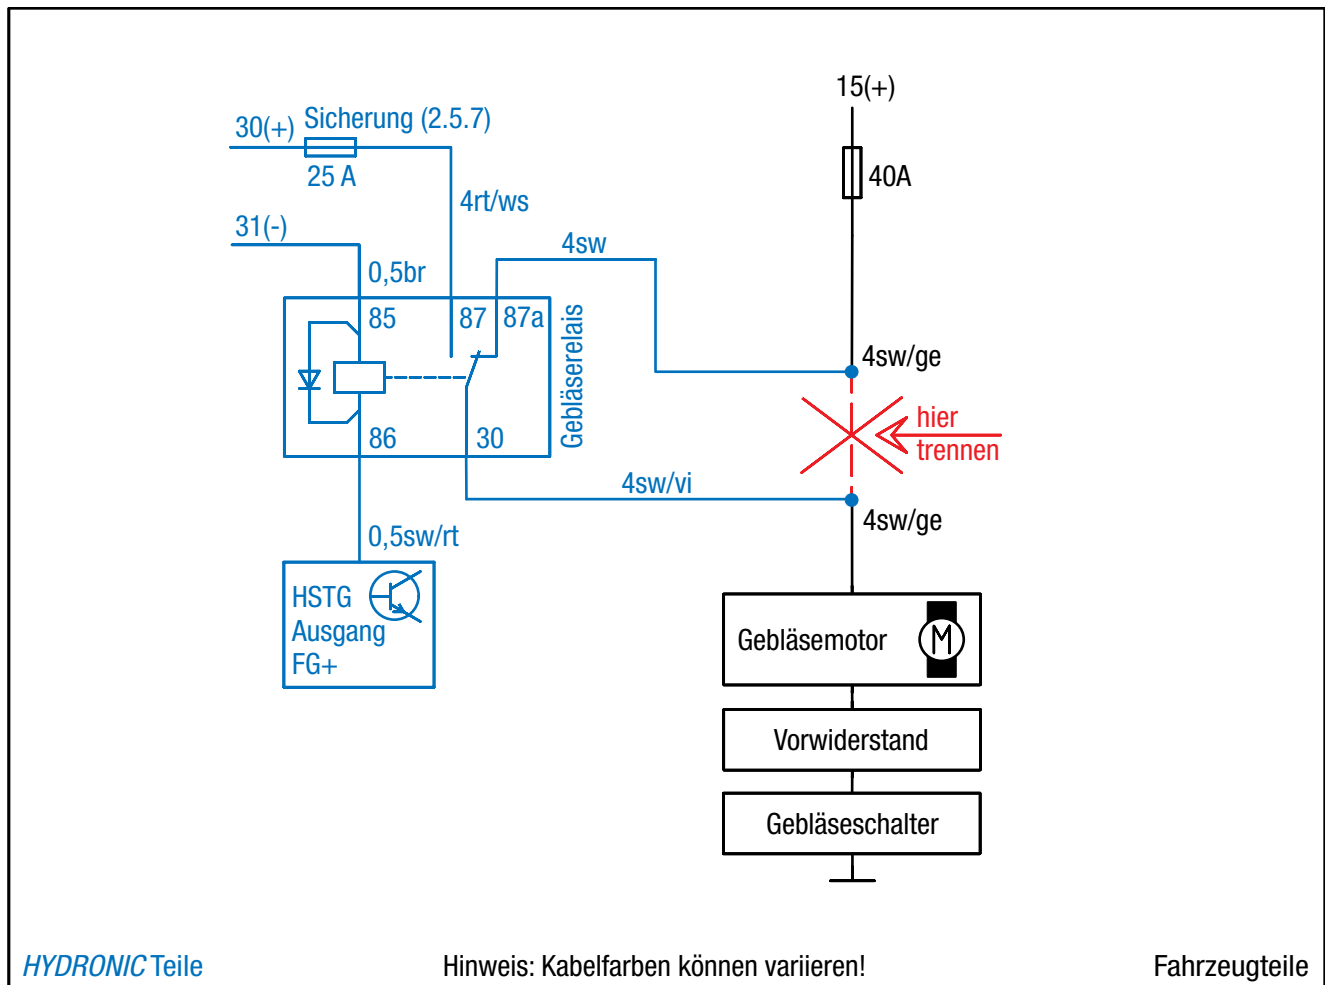 15(+)
30(+)
Sicherung (2.5.7)
25 A
40A
4rt/ws
31(-)
4sw
0,5br
85
87
87a
Gebläserelais
4sw/ge
hier
trennen
86
30
4sw/vi
4sw/ge
0,5sw/rt
HSTG
Ausgang
FG+
Gebläsemotor
M
Vorwiderstand
Gebläseschalter
HYDRONIC Teile
Hinweis: Kabelfarben können variieren!
Fahrzeugteile